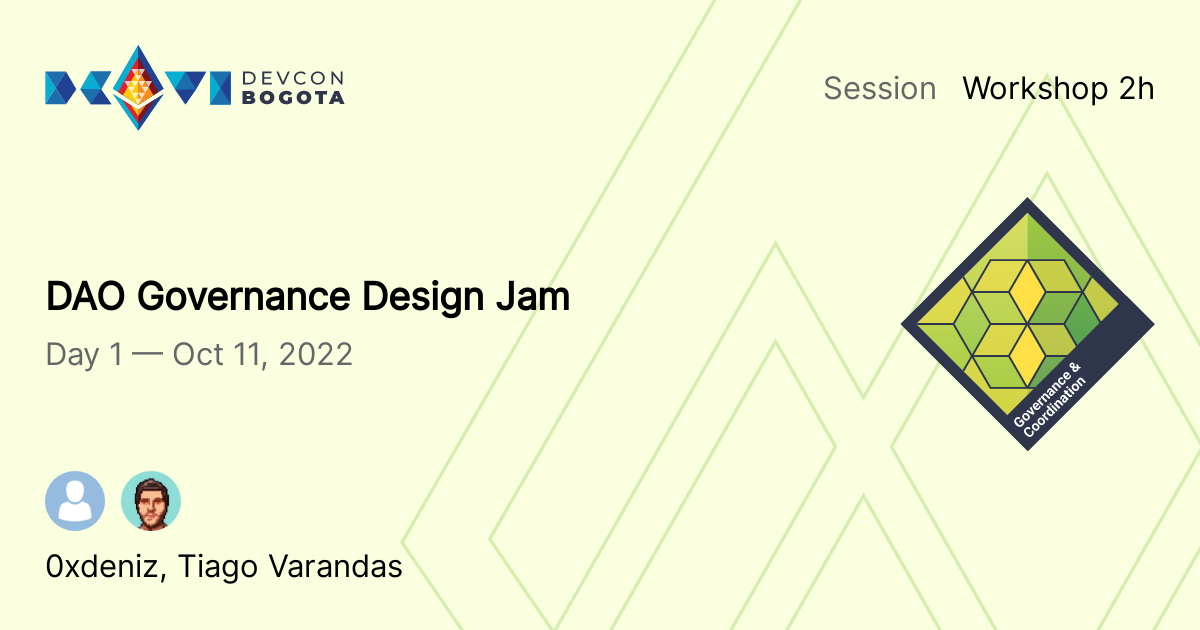 DEVCON
BOGOTA
Session Workshop 2h
DAO Governance Design Jam
Day 1 — Oct 11, 2022
Governance &
Coordination
0xdeniz, Tiago Varandas